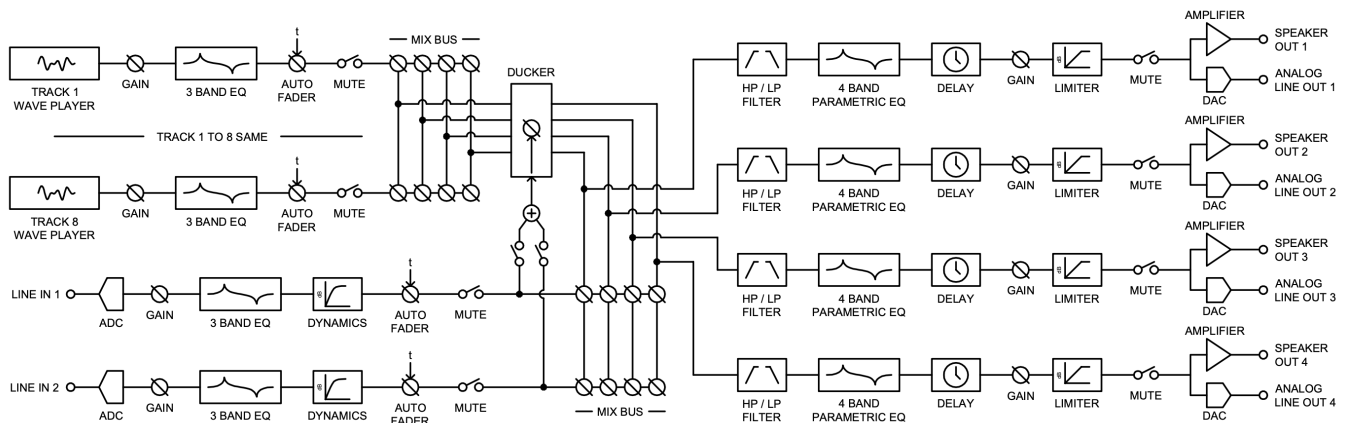 t
MIX BUS
DUCKER
GAIN
3 BAND EQ
AUTO
FADER
MUTE
TRACK 1
WAVE PLAYER
TRACK 1 TO 8 SAME
t
GAIN
3 BAND EQ
AUTO
FADER
MUTE
TRACK 8
WAVE PLAYER
t
LINE IN 1
dB
ADC
GAIN
3 BAND EQ
DYNAMICS
AUTO
FADER
MUTE
t
LINE IN 2
dB
ADC
GAIN
3 BAND EQ
DYNAMICS
AUTO
FADER
MUTE
MIX BUS
AMPLIFIER
SPEAKER
OUT 1
dB
HP / LP
FILTER
4 BAND
PARAMETRIC EQ
DELAY
GAIN
LIMITER
MUTE
DAC
ANALOG
LINE OUT 1
AMPLIFIER
SPEAKER
OUT 2
dB
HP / LP
FILTER
4 BAND
PARAMETRIC EQ
DELAY
GAIN
LIMITER
MUTE
DAC
ANALOG
LINE OUT 2
AMPLIFIER
SPEAKER
OUT 3
dB
HP / LP
FILTER
4 BAND
PARAMETRIC EQ
DELAY
GAIN
LIMITER
MUTE
DAC
ANALOG
LINE OUT 3
AMPLIFIER
SPEAKER
OUT 4
dB
HP / LP
FILTER
4 BAND
PARAMETRIC EQ
DELAY
GAIN
LIMITER
MUTE
DAC
ANALOG
LINE OUT 4